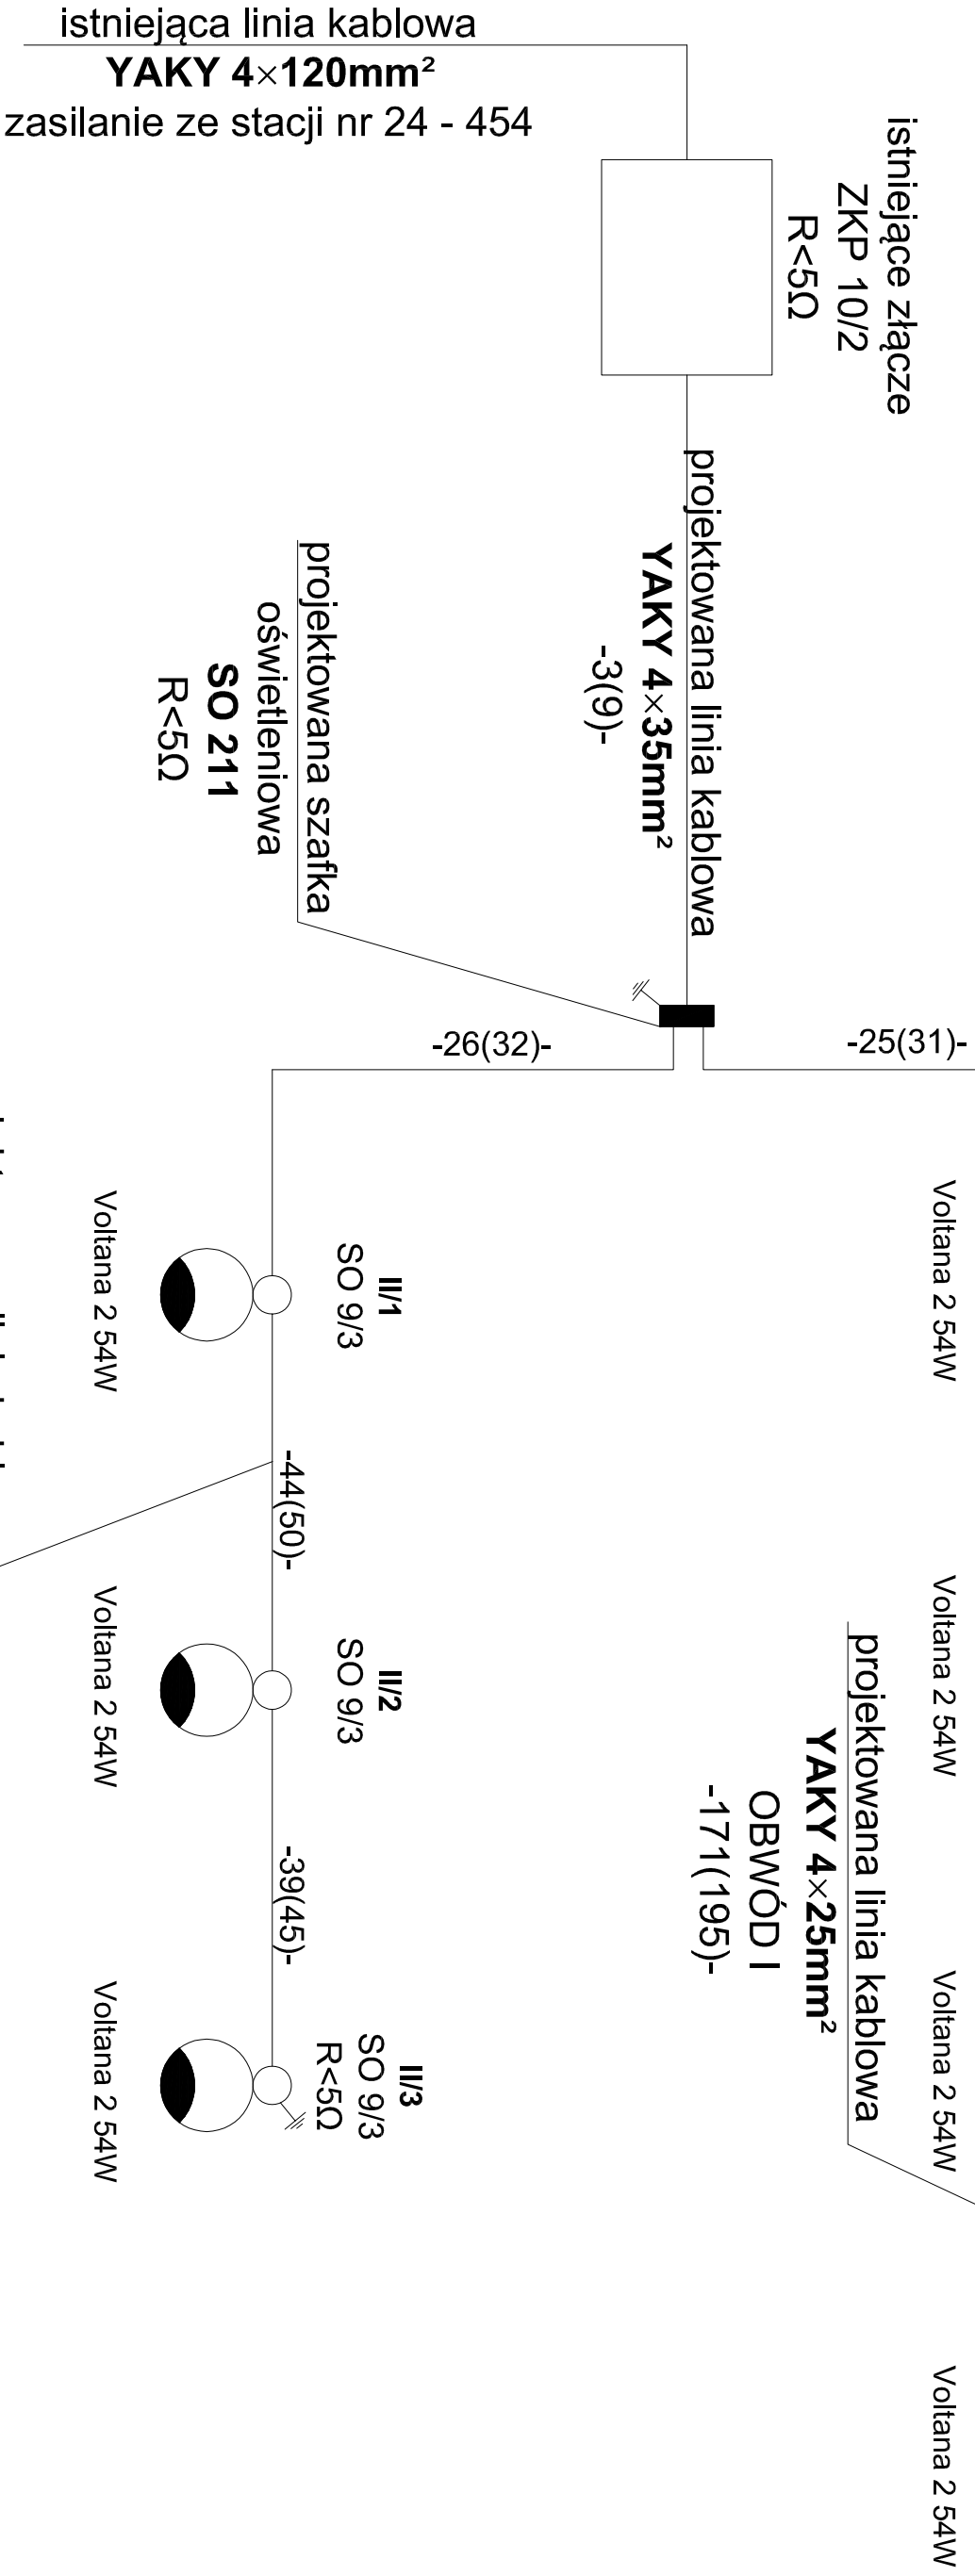 istniejąca linia kablowa
YAKY 4×120mm²
zasilanie ze stacji nr 24 - 454
istniejące złącze
ZKP 10/2
R<5Ω
projektowana linia kablowa
YAKY 4×35mm²
-3(9)-
projektowana szafka
oświetleniowa
SO 211
R<5Ω
-26(32)-
-25(31)-
Voltana 2 54W
Voltana 2 54W
Voltana 2 54W
Voltana 2 54W
projektowana linia kablowa
YAKY 4×25mm²
OBWÓD I
-171(195)-
II/1
SO 9/3
Voltana 2 54W
-44(50)-
II/2
SO 9/3
Voltana 2 54W
-39(45)-
II/3
SO 9/3
R<5Ω
Voltana 2 54W